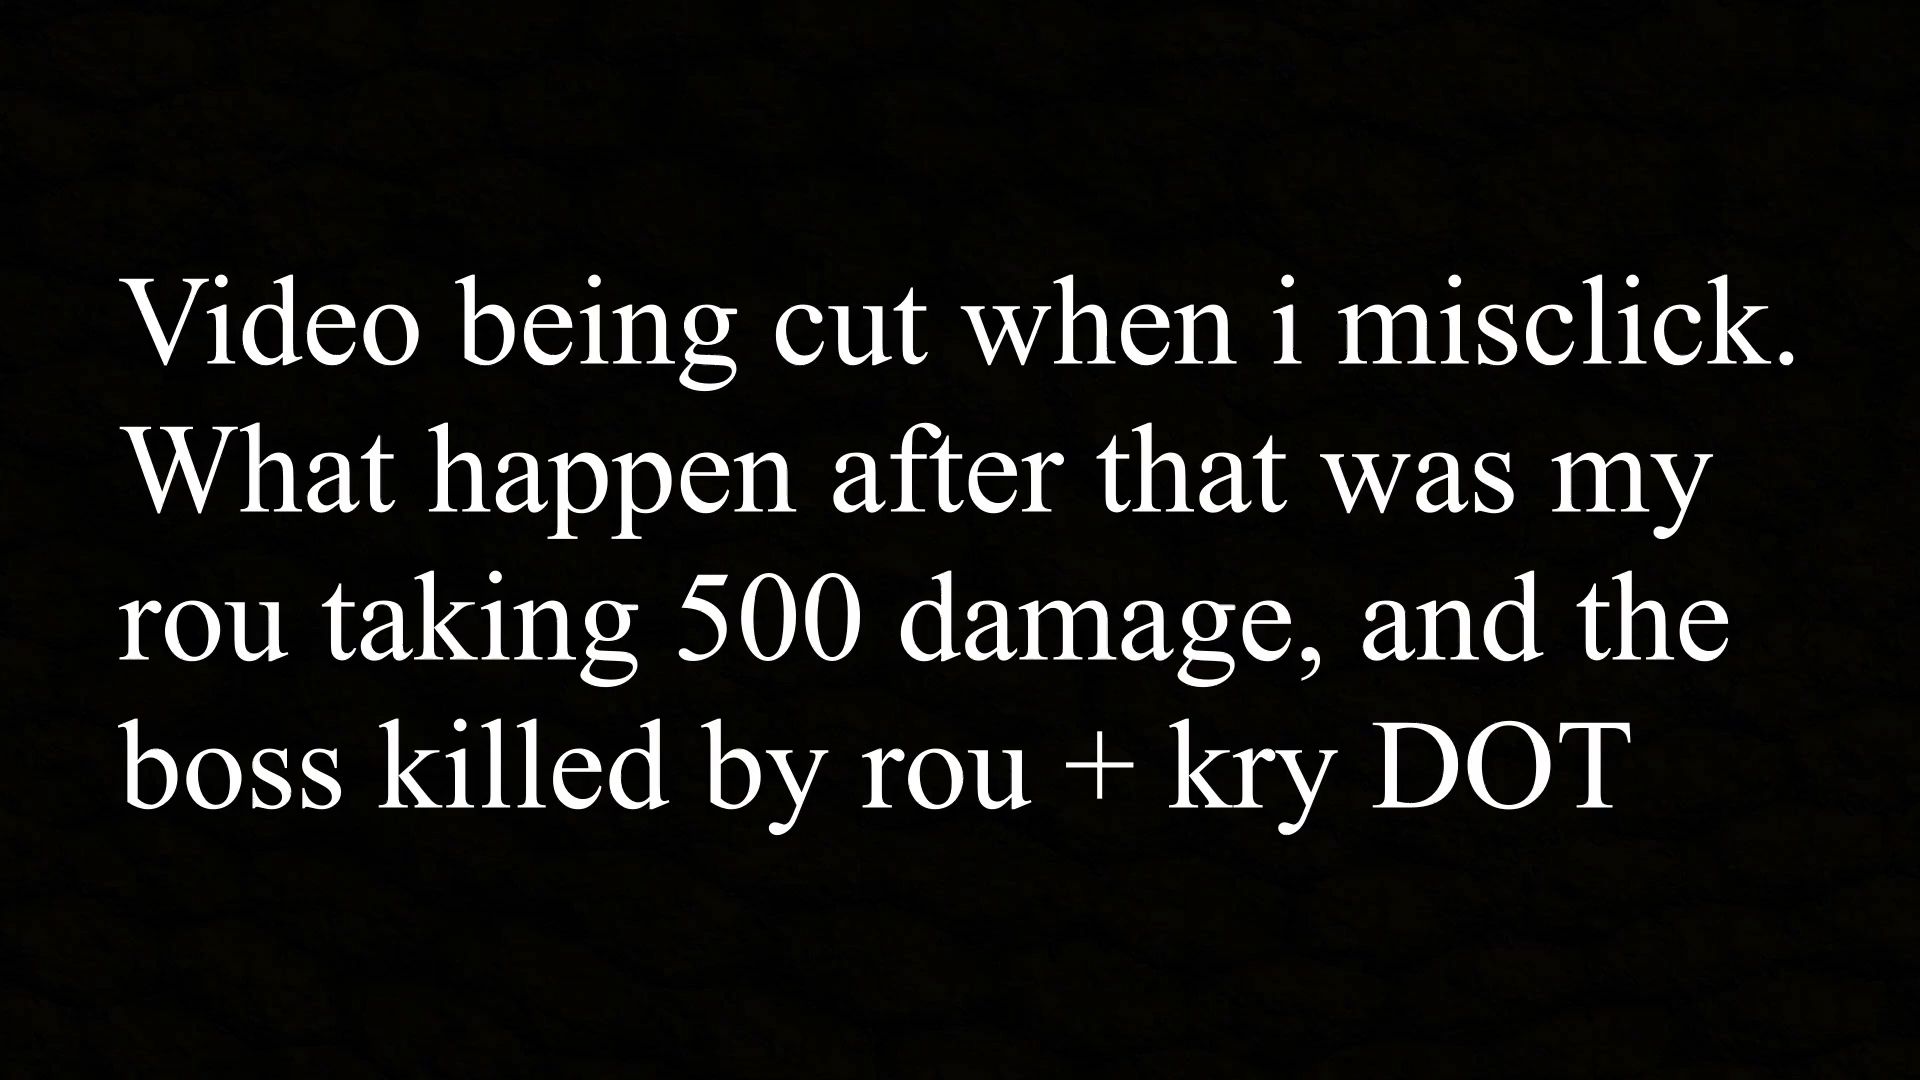 Video being cut when i misclick.
What happen after that was my
rou taking 500 damage, and the
boss killed by rou + kry DOT